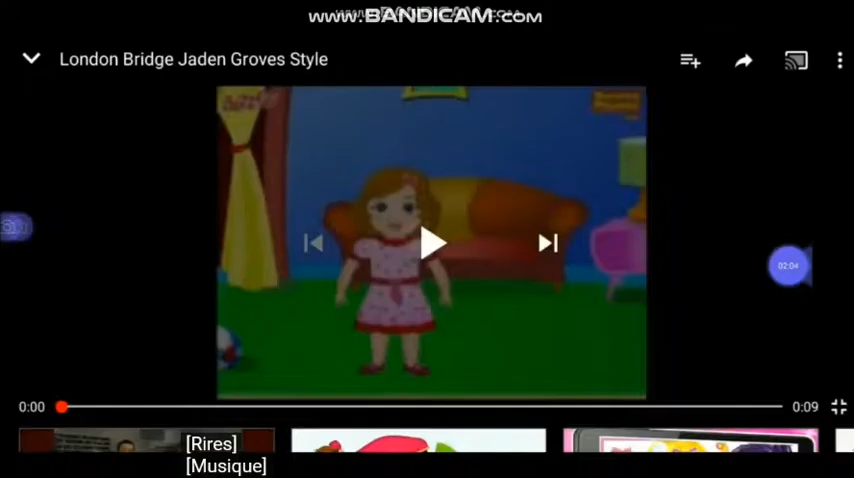 www.BANDICAM.com
London Bridge Jaden Groves Style
02:04
0:00
0:09
[Rires]
[Musique]